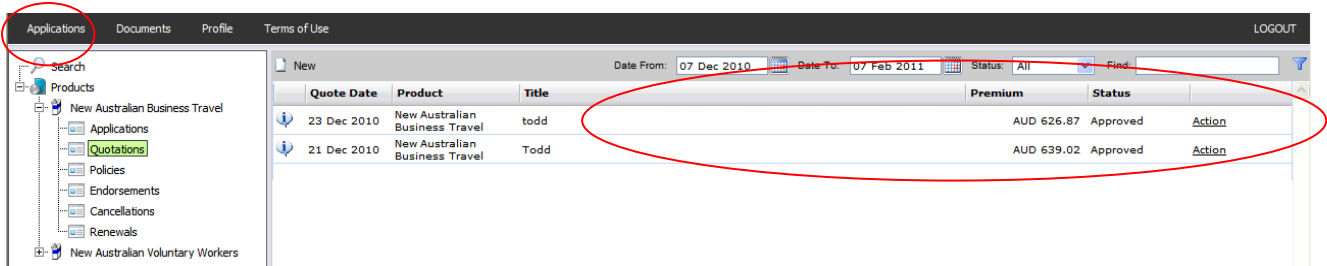 Applications Documents Profile Terms of Use LOGOUT
Search
Products
New Australian Business Travel
Applications
Quotations
Policies
Endorsements
Cancellations
Renewals
New Australian Voluntary Workers
New Date From: 07 Dec 2010 Date To: 07 Feb 2011 Status: All Find:
Quote Date Product Title Premium Status
23 Dec 2010 New Australian Business Travel todd AUD 626.87 Approved Action
21 Dec 2010 New Australian Business Travel Todd AUD 639.02 Approved Action